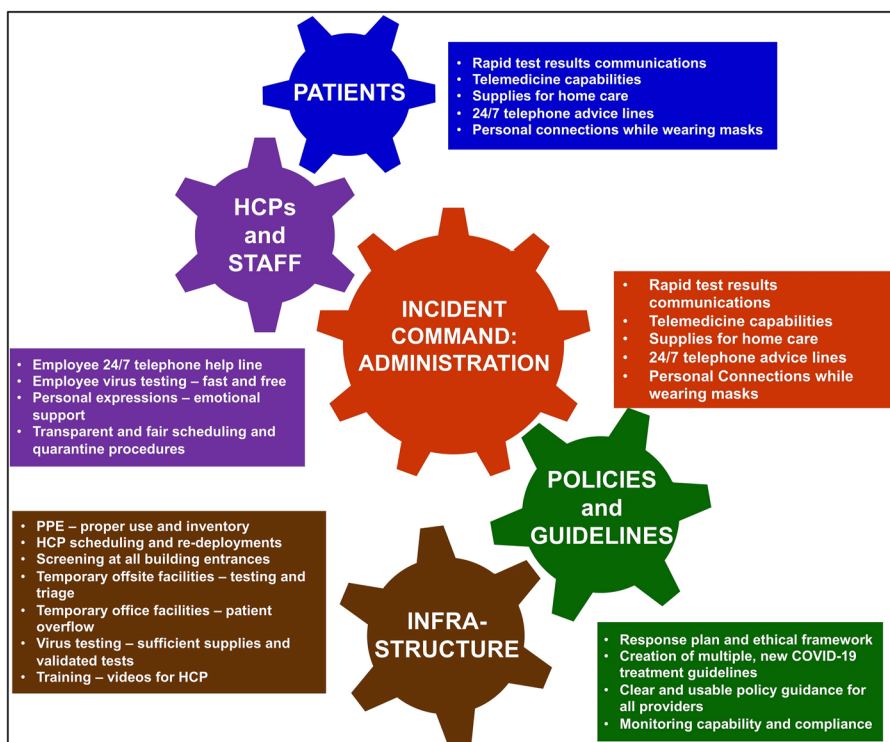 PATIENTS
• Rapid test results communications
• Telemedicine capabilities
• Supplies for home care
• 24/7 telephone advice lines
• Personal connections while wearing masks
HCPs
and
STAFF
• Employee 24/7 telephone help line
• Employee virus testing – fast and free
• Personal expressions – emotional
support
• Transparent and fair scheduling and
quarantine procedures
INCIDENT
COMMAND:
ADMINISTRATION
• Rapid test results
communications
• Telemedicine capabilities
• Supplies for home care
• 24/7 telephone advice lines
• Personal Connections while
wearing masks
POLICIES
and
GUIDELINES
• Response plan and ethical framework
• Creation of multiple, new COVID-19
treatment guidelines
• Clear and usable policy guidance for
all providers
• Monitoring capability and compliance
INFRA-
STRUCTURE
• PPE – proper use and inventory
• HCP scheduling and re-deployments
• Screening at all building entrances
• Temporary offsite facilities – testing and
triage
• Temporary office facilities – patient
overflow
• Virus testing – sufficient supplies and
validated tests
• Training – videos for HCP